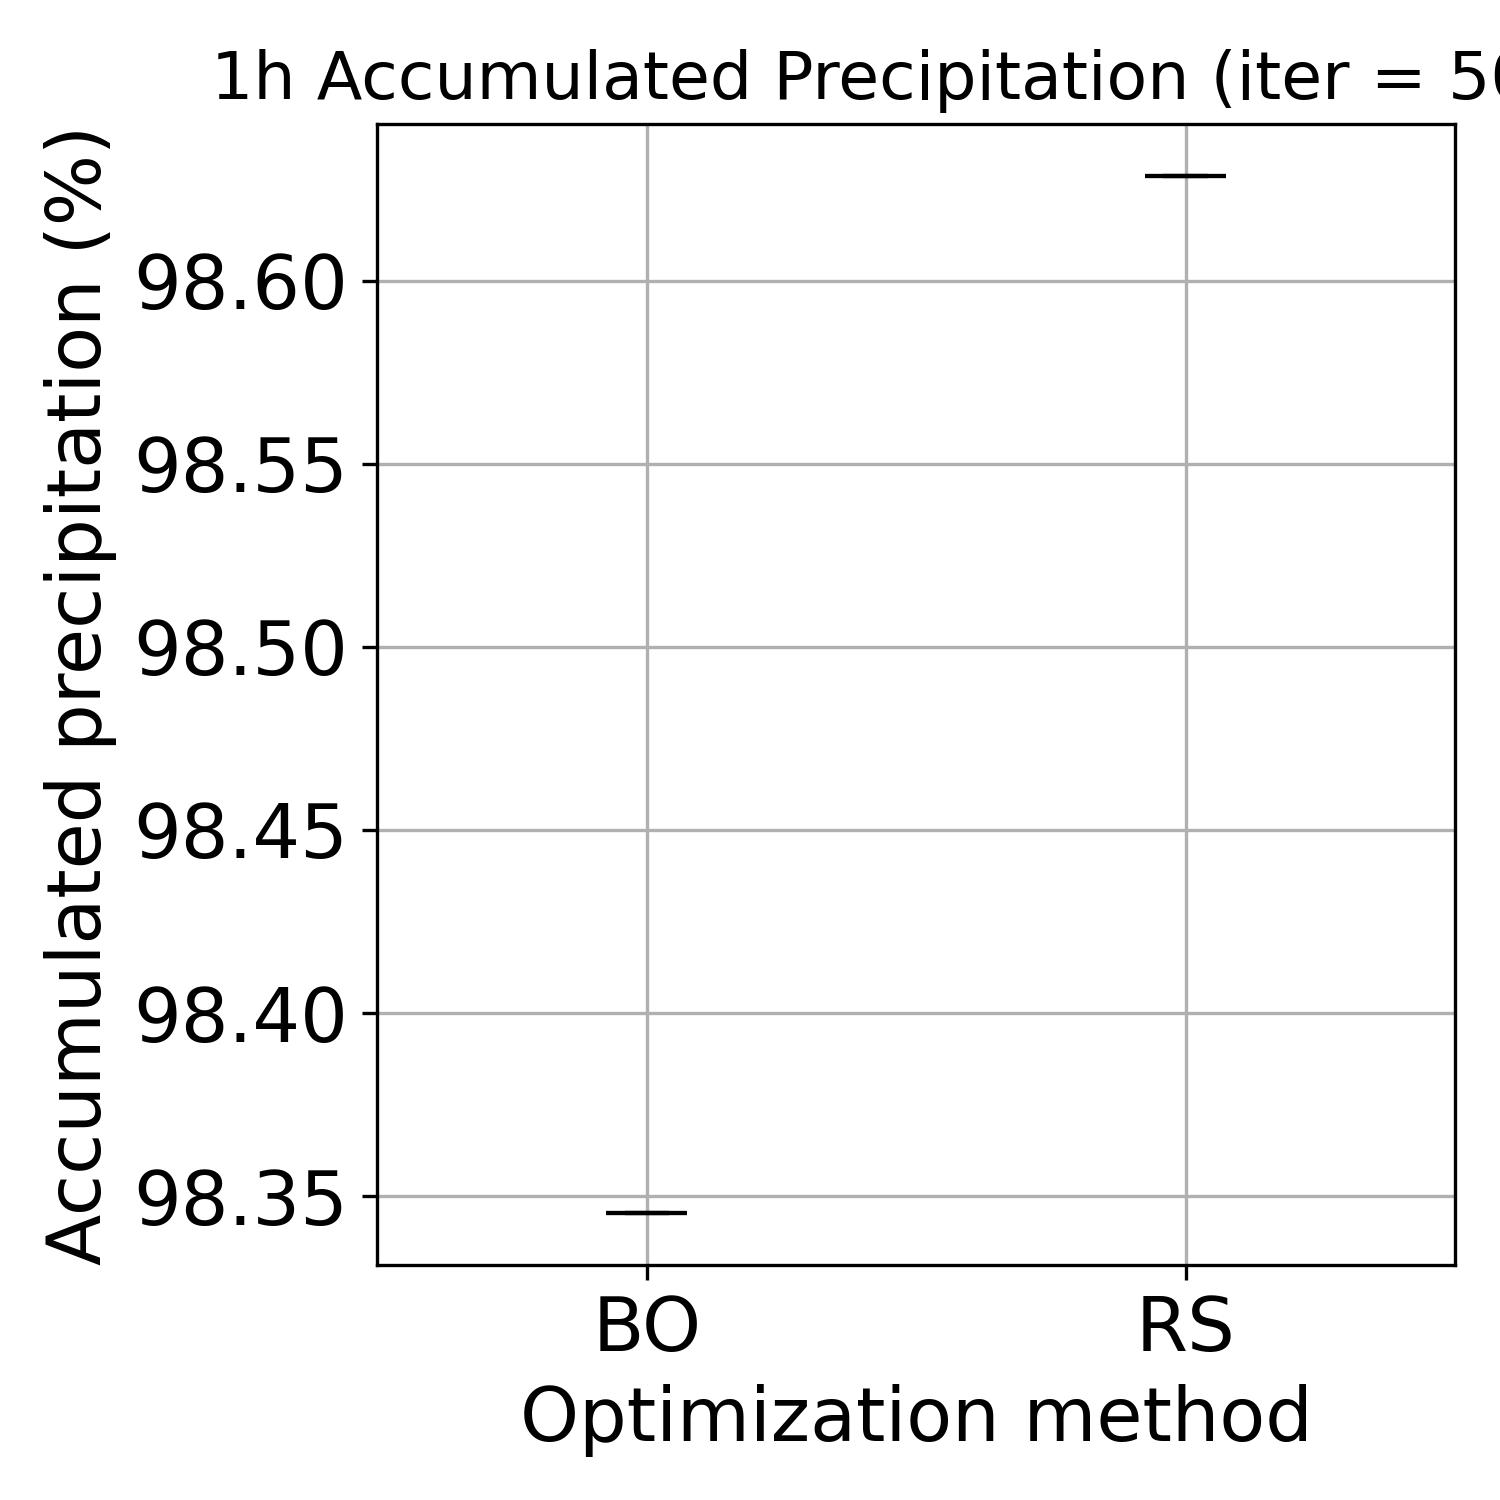 1h Accumulated Precipitation (iter = 50
Accumulated precipitation (%)
98.60
98.55
98.50
98.45
98.40
98.35
BO RS
Optimization method